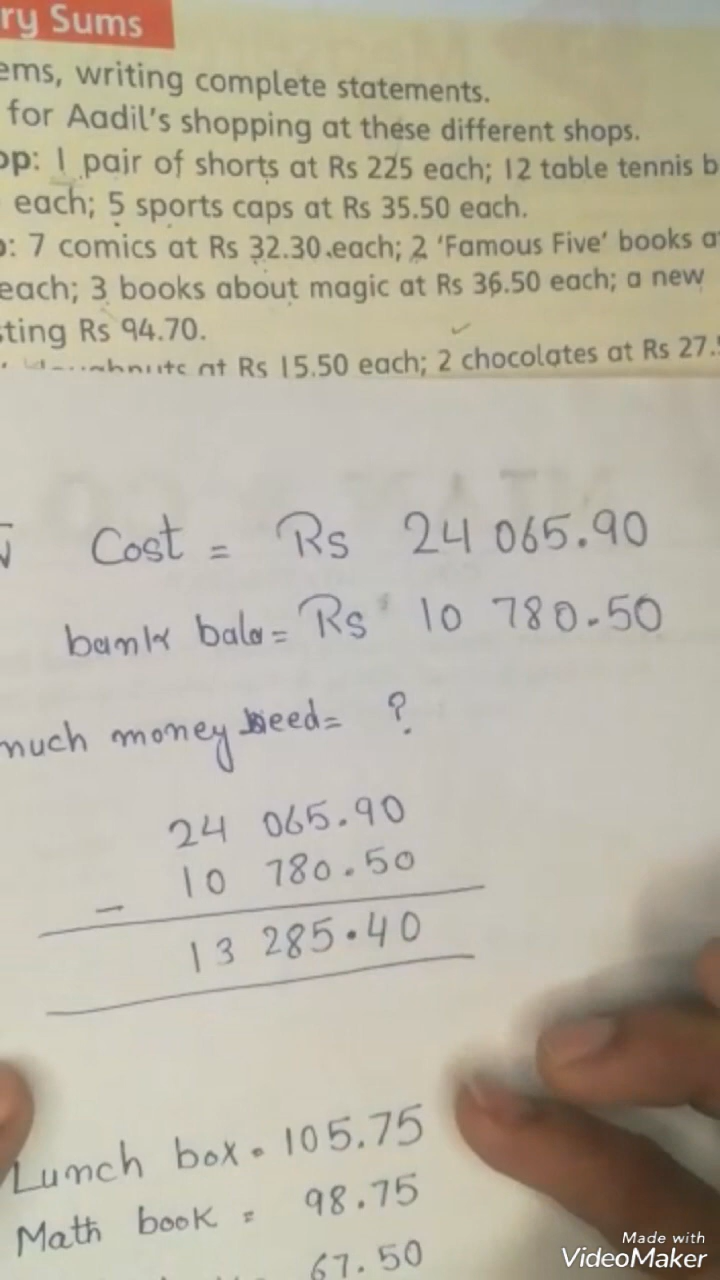 ry Sums
ems, writing complete statements.
for Aadil's shopping at these different shops.
op: 1 pair of shorts at Rs 225 each; 12 table tennis b
each; 5 sports caps at Rs 35.50 each.
: 7 comics at Rs 32.30 each; 2 'Famous Five' books a
each; 3 books about magic at Rs 36.50 each; a new
sting Rs 94.70.
at Rs 15.50 each; 2 chocolates at Rs 27.
Cost = Rs 24 065.90
bank bala = Rs 10 780.50
much money need = ?
24 065.90
- 10 780.50
13 285.40
Lunch box . 105.75
Math book = 98.75
67.50
Made with
VideoMaker